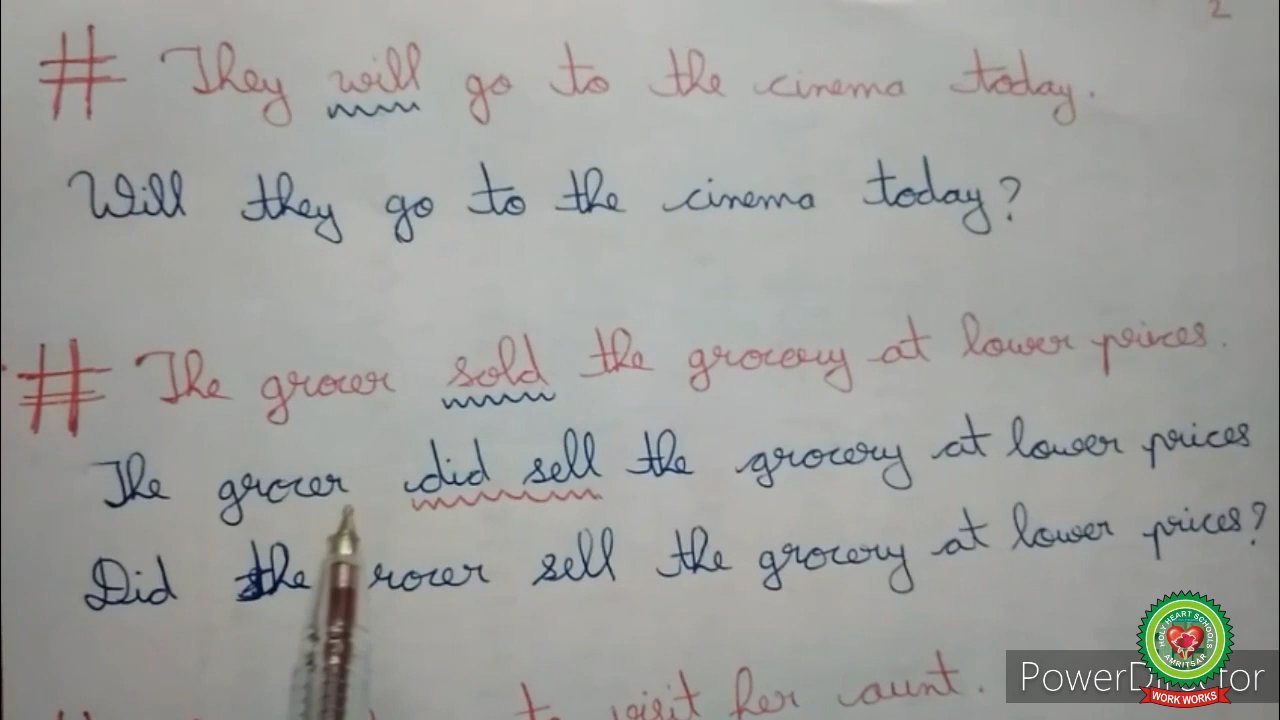 2
# They will go to the cinema today.
Will they go to the cinema today?
# The grocer sold the grocery at lower prices.
The grocer did sell the grocery at lower prices
Did the rocer sell the grocery at lower prices?
to visit her aunt.
HOLY HEART SCHOOLS
AMRITSAR
WORK WORKS
PowerDirector